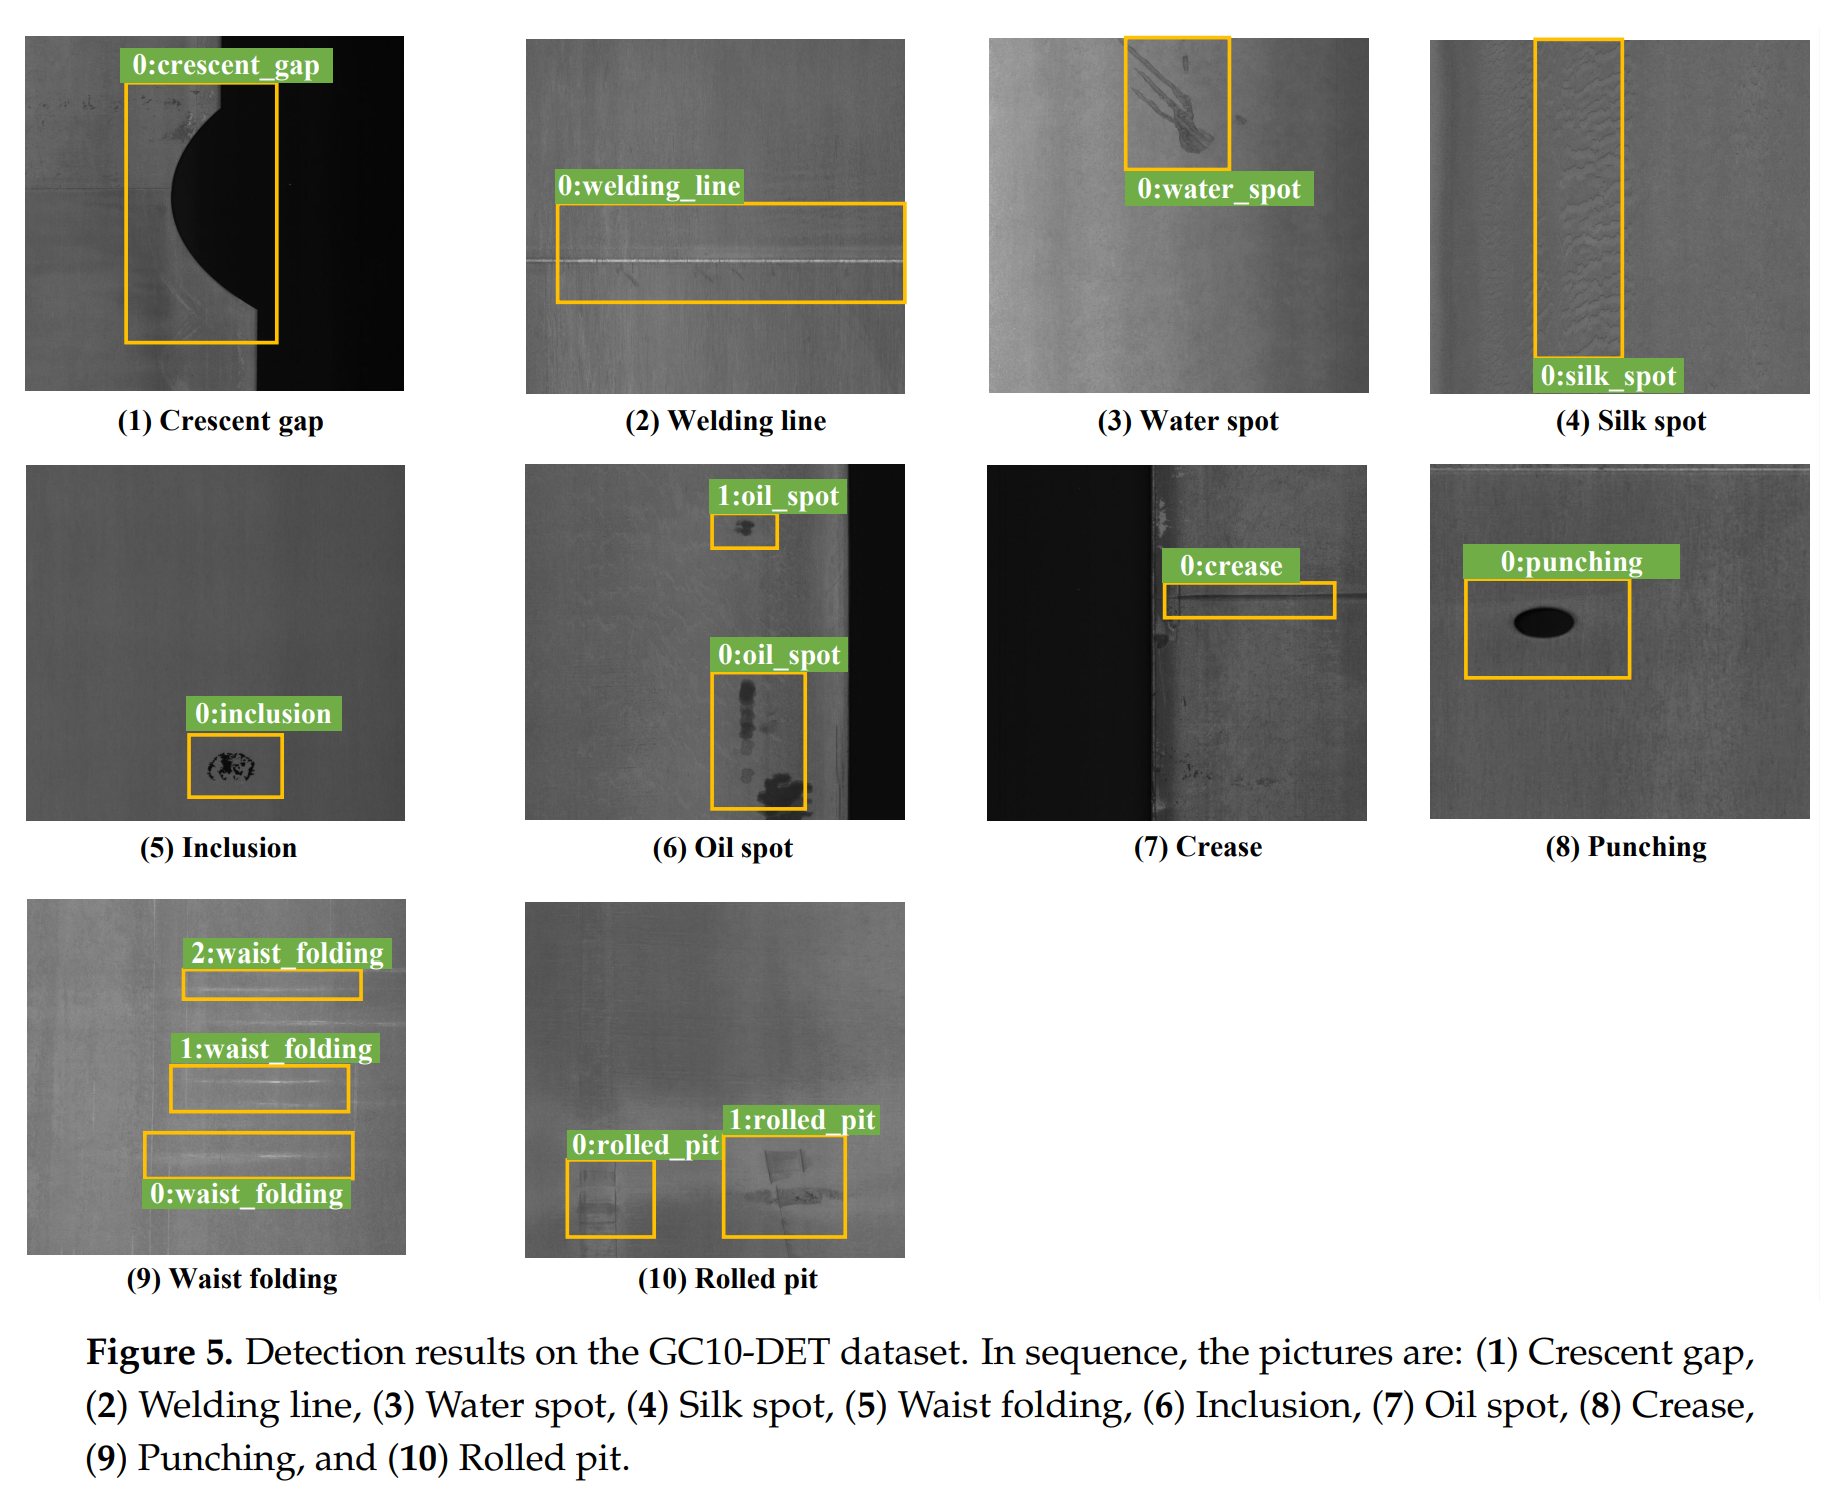 0:crescent_gap
0:welding_line
0:water_spot
0:silk_spot
(1) Crescent gap
(2) Welding line
(3) Water spot
(4) Silk spot
0:inclusion
1:oil_spot
0:oil_spot
0:crease
0:punching
(5) Inclusion
(6) Oil spot
(7) Crease
(8) Punching
2:waist_folding
1:waist_folding
0:waist_folding
0:rolled_pit
1:rolled_pit
(9) Waist folding
(10) Rolled pit
Figure 5. Detection results on the GC10-DET dataset. In sequence, the pictures are: (1) Crescent gap,
(2) Welding line, (3) Water spot, (4) Silk spot, (5) Waist folding, (6) Inclusion, (7) Oil spot, (8) Crease,
(9) Punching, and (10) Rolled pit.